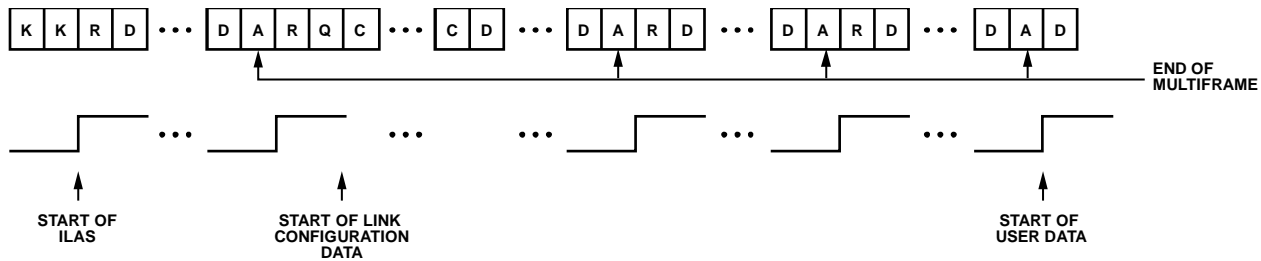 K K R D ••• D A R Q C ••• C D ••• D A R D ••• D A R D ••• D A D
END OF
MULTIFRAME
••• ••• ••• ••• •••
START OF
ILAS
START OF LINK
CONFIGURATION
DATA
START OF
USER DATA